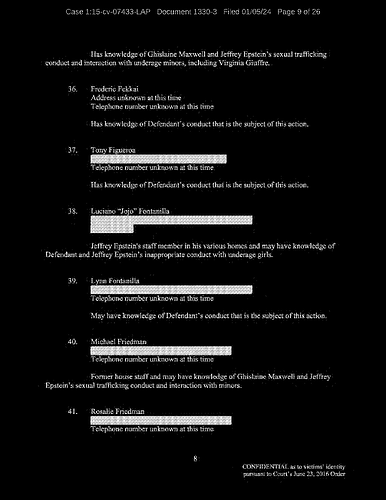 Case 1:15-cv-07433-LAP Document 1330-3 Filed 01/05/24 Page 9 of 26
Has knowledge of Ghislaine Maxwell and Jeffrey Epstein's sexual trafficking
conduct and interaction with underage minors, including Virginia Giuffre.
36. Frederic Fekkai
Address unknown at this time
Telephone number unknown at this time
Has knowledge of Defendant's conduct that is the subject of this action.
37. Tony Figueroa
Telephone number unknown at this time
Has knowledge of Defendant's conduct that is the subject of this action.
38. Luciano "Jojo" Fontanilla
Jeffrey Epstein's staff member in his various homes and may have knowledge of
Defendant and Jeffrey Epstein's inappropriate conduct with underage girls.
39. Lynn Fontanilla
Telephone number unknown at this time
May have knowledge of Defendant's conduct that is the subject of this action.
40. Michael Friedman
Telephone number unknown at this time
Former house staff and may have knowledge of Ghislaine Maxwell and Jeffrey
Epstein's sexual trafficking conduct and interaction with minors.
41. Rosalie Friedman
Telephone number unknown at this time
8
CONFIDENTIAL as to victims' identity
pursuant to Court's June 23, 2016 Order